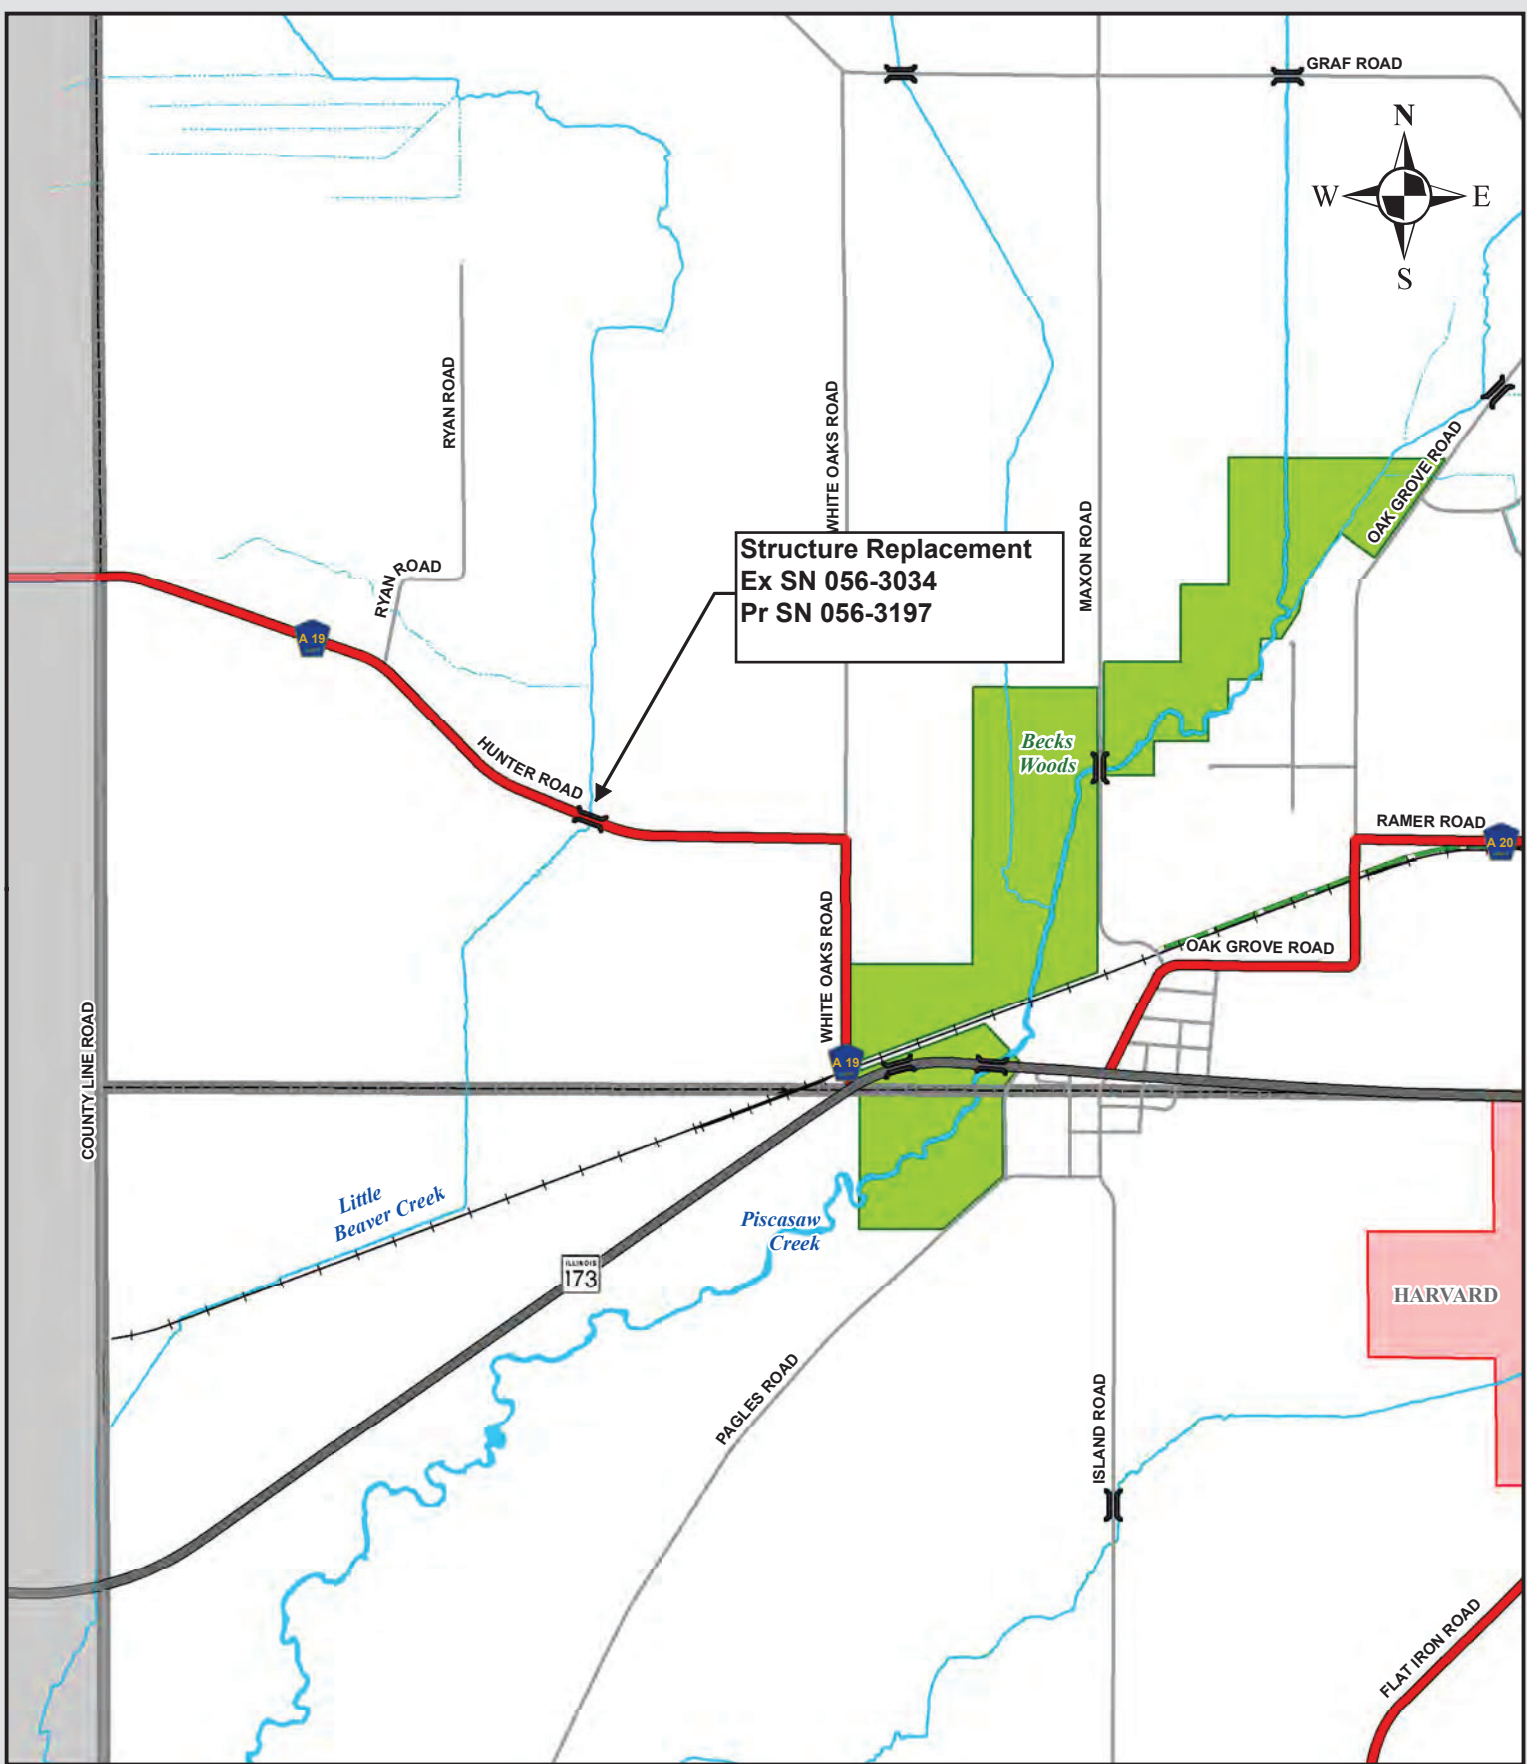 GRAF ROAD
N
W
E
S
RYAN ROAD
WHITE OAKS ROAD
OAK GROVE ROAD
MAXON ROAD
Structure Replacement
Ex SN 056-3034
Pr SN 056-3197
RYAN ROAD
A 19
HUNTER ROAD
Becks
Woods
RAMER ROAD
A 20
WHITE OAKS ROAD
OAK GROVE ROAD
COUNTY LINE ROAD
A 19
Little
Beaver Creek
Piscasaw
Creek
ILLINOIS
173
HARVARD
PAGLES ROAD
ISLAND ROAD
FLAT IRON ROAD